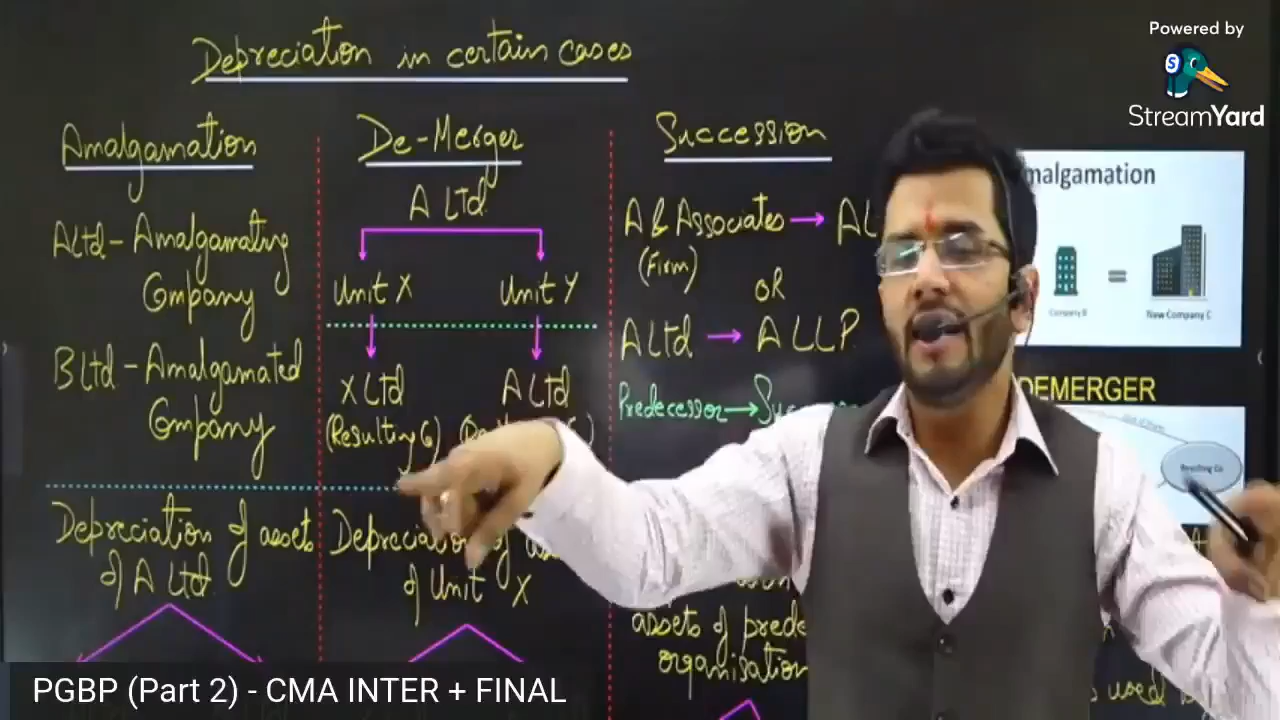 Powered by
StreamYard
Depreciation in certain cases
Amalgamation
A Ltd - Amalgamating
Company
B Ltd - Amalgamated
Company
Depreciation of assets
of A Ltd
De-Merger
A Ltd
Unit X
Unit Y
X Ltd
A Ltd
(Resulting Co)
Depreciation of
of Unit X
Succession
A & Associates → AL
(Firm)
OR
A Ltd → A LLP
Predecessor →
assets of prede
organisation
malgamation
Company B
=
New Company C
DEMERGER
Resulting Co
used
PGBP (Part 2) - CMA INTER + FINAL